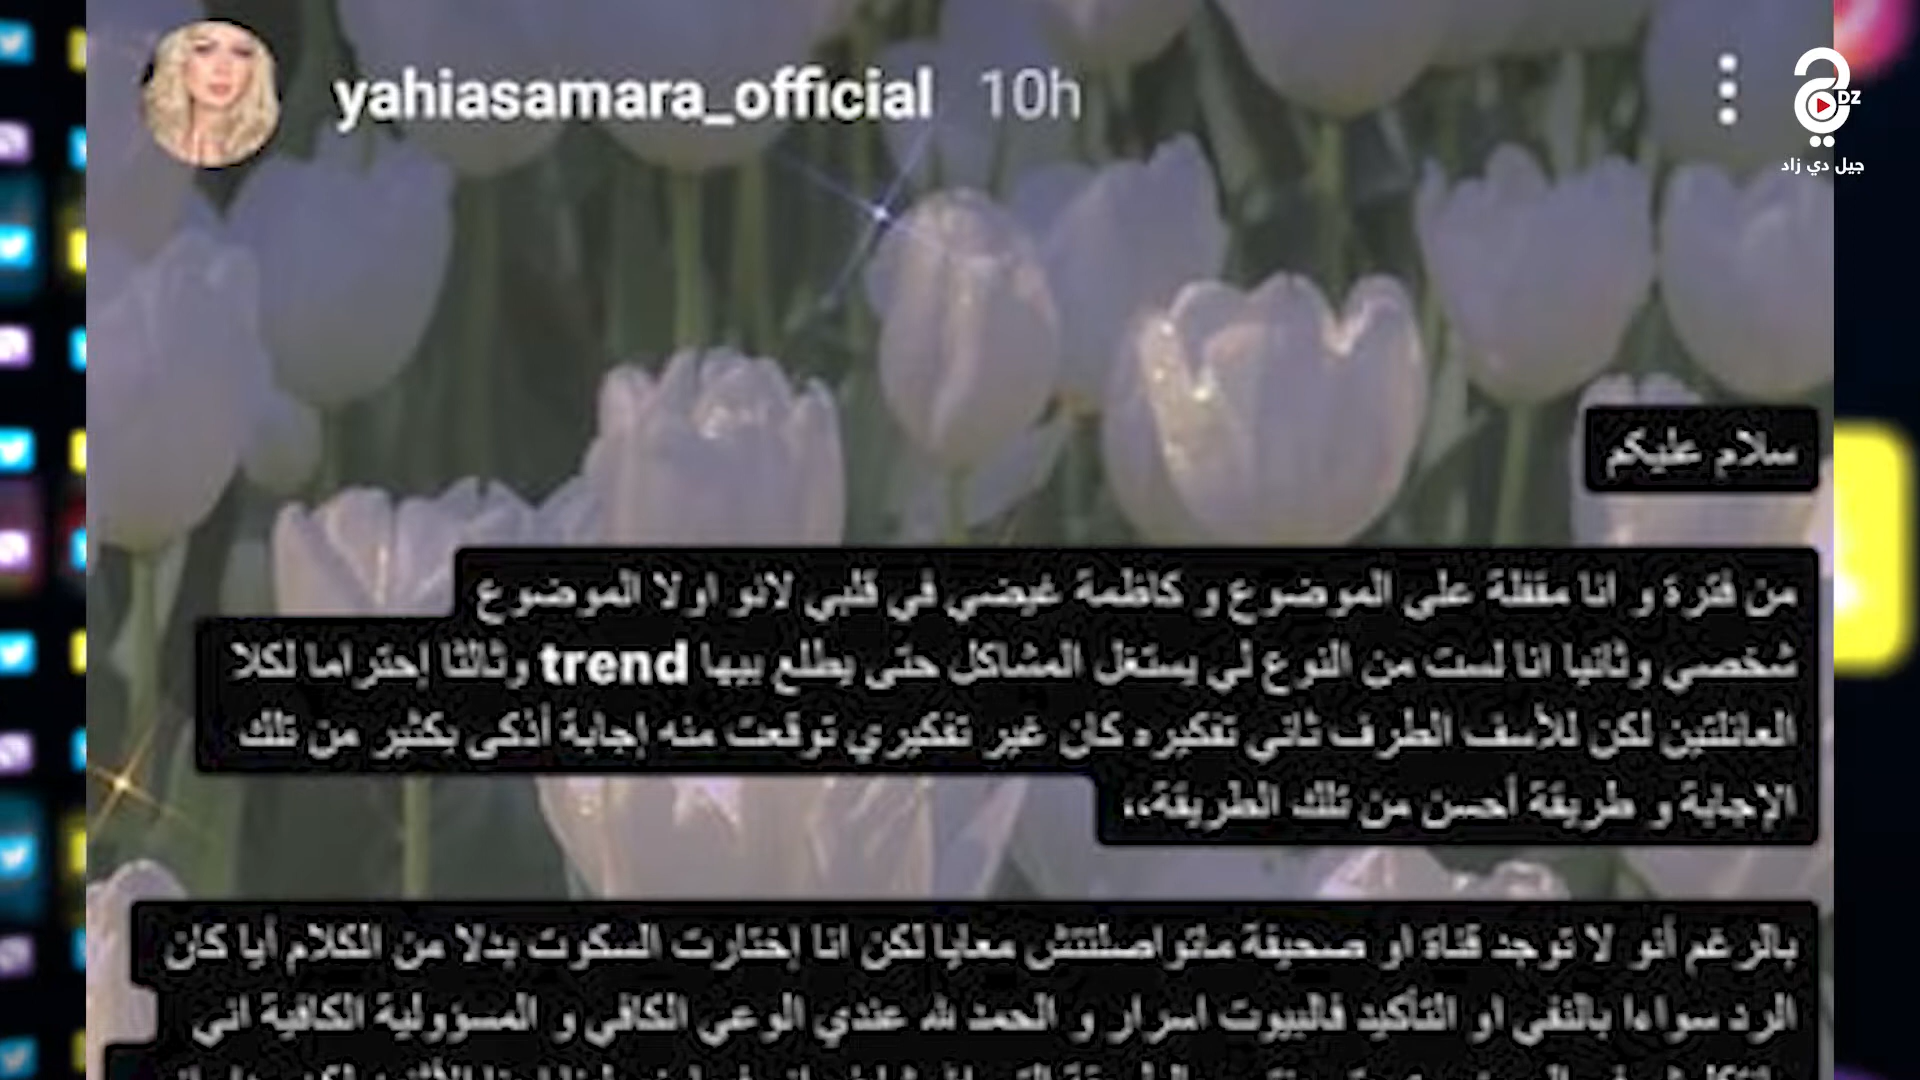 yahiasamara_official 10h
DZ
جيل دي زاد
سلام عليكم
من فترة و انا مقفلة على الموضوع و كاظمة غيضي في قلبي لانو اولا الموضوع
شخصي وثانيا انا لست من النوع لي يستغل المشاكل حتى يطلع بيها trend وثالثا إحتراما لكلا
العائلتين لكن للأسف الطرف ثاني تفكيره كان غير تفكيري توقعت منه إجابة أذكى بكثير من تلك
الإجابة و طريقة أحسن من تلك الطريقة،،
بالرغم أنو لا توجد قناة او صحيفة ماتواصلتش معايا لكن انا إختارت السكوت بدلا من الكلام أيا كان
الرد سواءا بالنفي او التأكيد فالبيوت اسرار و الحمد لله عندي الوعي الكافي و المسؤولية الكافية اني